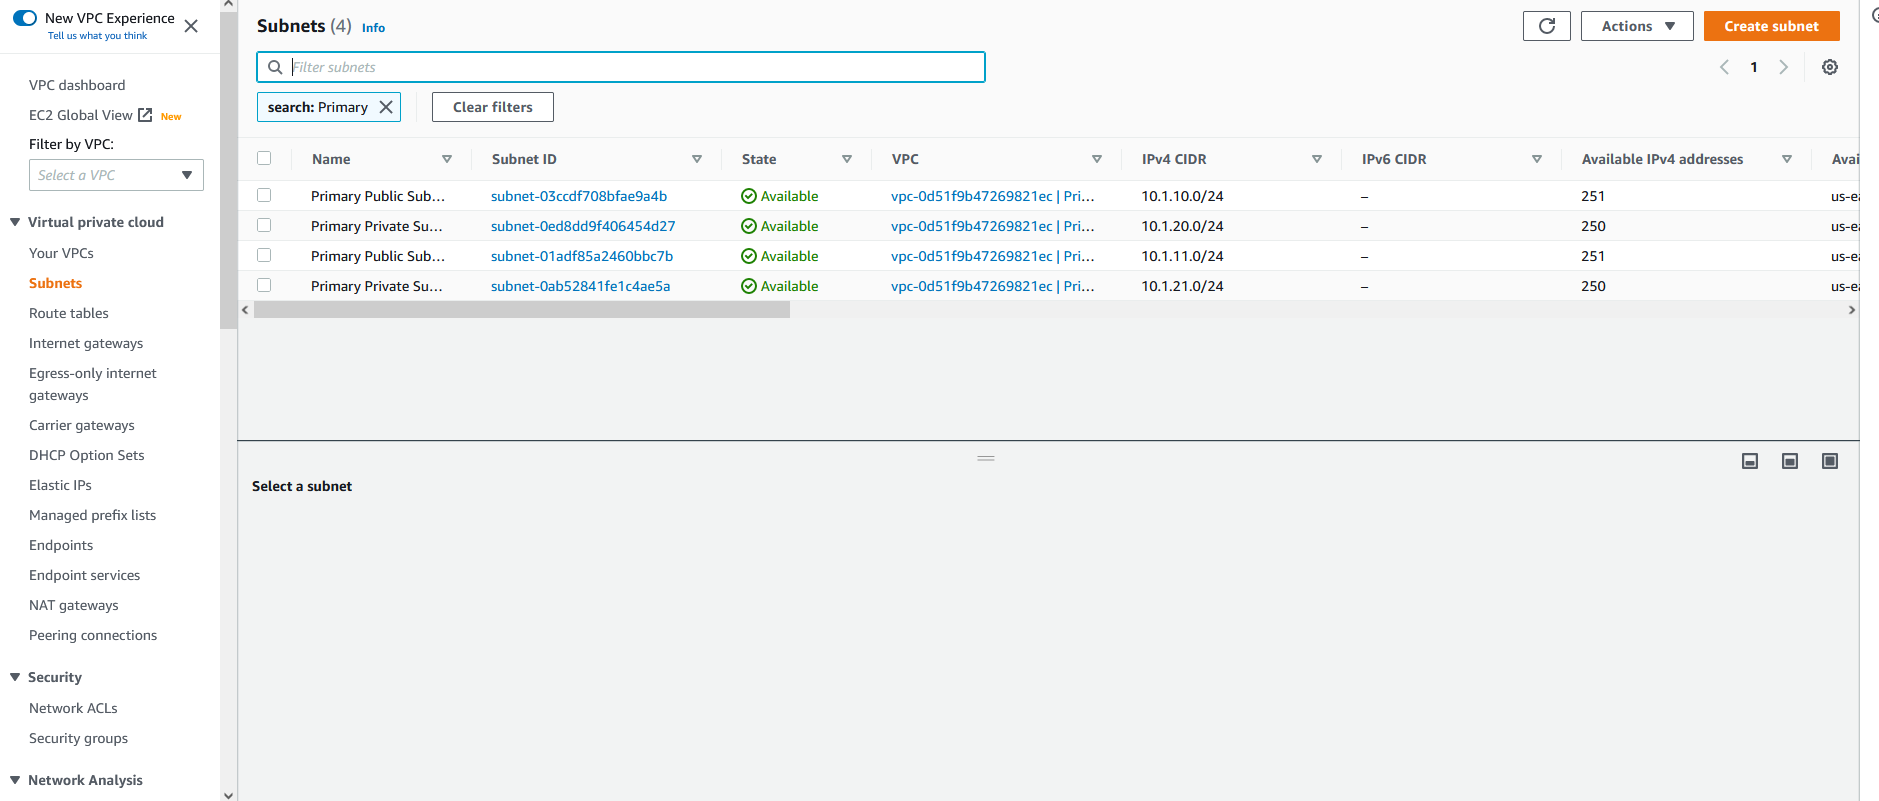 New VPC Experience
Tell us what you think
VPC dashboard
EC2 Global View New
Filter by VPC:
Select a VPC
Virtual private cloud
Your VPCs
Subnets
Route tables
Internet gateways
Egress-only internet
gateways
Carrier gateways
DHCP Option Sets
Elastic IPs
Managed prefix lists
Endpoints
Endpoint services
NAT gateways
Peering connections
Security
Network ACLs
Security groups
Network Analysis
Subnets (4) Info
Actions
Create subnet
Filter subnets
1
search: Primary
Clear filters
Name Subnet ID State VPC IPv4 CIDR IPv6 CIDR Available IPv4 addresses Avai
Primary Public Sub... subnet-03ccdf708bfae9a4b Available vpc-0d51f9b47269821ec | Pri... 10.1.10.0/24 – 251 us-ea
Primary Private Su... subnet-0ed8dd9f406454d27 Available vpc-0d51f9b47269821ec | Pri... 10.1.20.0/24 – 250 us-ea
Primary Public Sub... subnet-01adf85a2460bbc7b Available vpc-0d51f9b47269821ec | Pri... 10.1.11.0/24 – 251 us-ea
Primary Private Su... subnet-0ab52841fe1c4ae5a Available vpc-0d51f9b47269821ec | Pri... 10.1.21.0/24 – 250 us-ea
Select a subnet